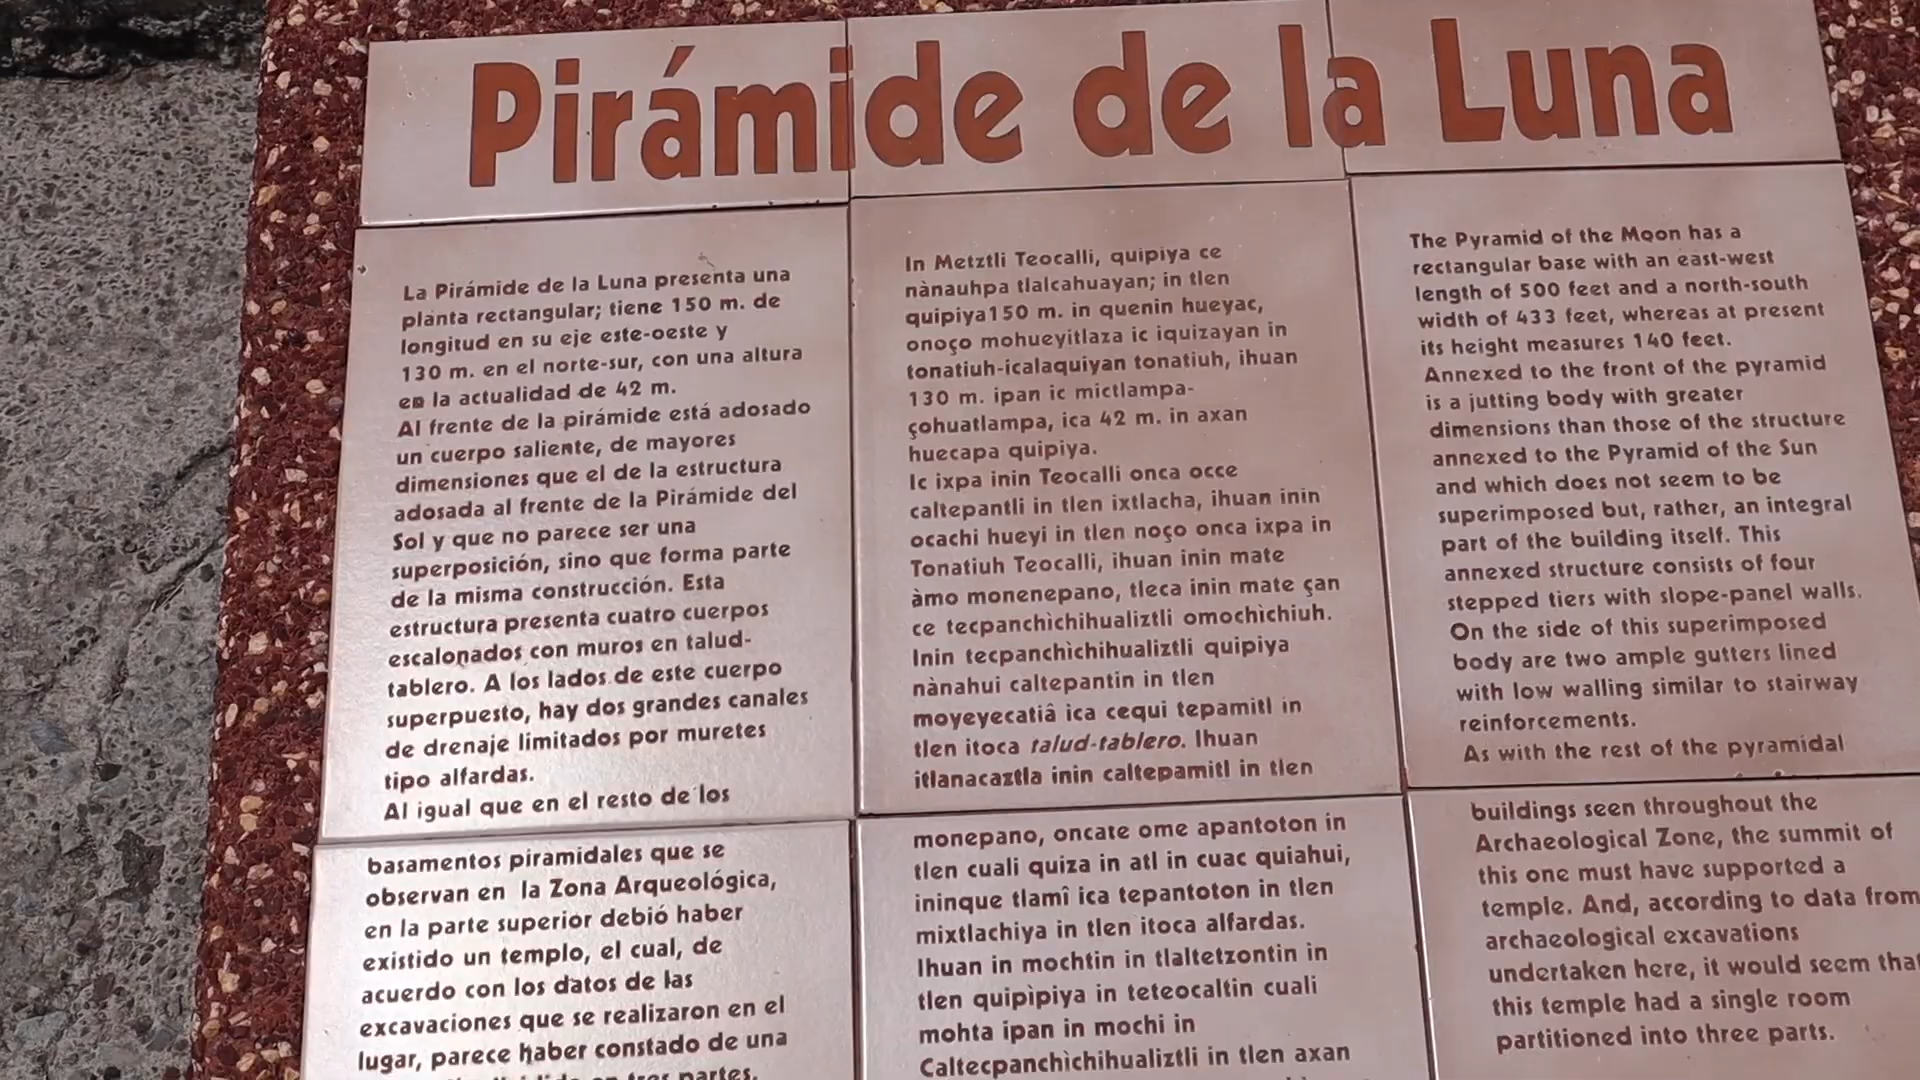 Pirámide de la Luna
La Pirámide de la Luna presenta una
planta rectangular; tiene 150 m. de
longitud en su eje este-oeste y
130 m. en el norte-sur, con una altura
en la actualidad de 42 m.
Al frente de la pirámide está adosado
un cuerpo saliente, de mayores
dimensiones que el de la estructura
adosada al frente de la Pirámide del
Sol y que no parece ser una
superposición, sino que forma parte
de la misma construcción. Esta
estructura presenta cuatro cuerpos
escalonados con muros en talud-
tablero. A los lados de este cuerpo
superpuesto, hay dos grandes canales
de drenaje limitados por muretes
tipo alfardas.
Al igual que en el resto de los
basamentos piramidales que se
observan en la Zona Arqueológica,
en la parte superior debió haber
existido un templo, el cual, de
acuerdo con los datos de las
excavaciones que se realizaron en el
lugar, parece haber constado de una
en tres partes.
In Metztli Teocalli, quipiya ce
nànauhpa tlalcahuayan; in tlen
quipiya150 m. in quenin hueyac,
onoço mohueyitlaza ic iquizayan in
tonatiuh-icalaquiyan tonatiuh, ihuan
130 m. ipan ic mictlampa-
çohuatlampa, ica 42 m. in axan
huecapa quipiya.
Ic ixpa inin Teocalli onca occe
caltepantli in tlen ixtlacha, ihuan inin
ocachi hueyi in tlen noço onca ixpa in
Tonatiuh Teocalli, ihuan inin mate
àmo monenepano, tleca inin mate çan
ce tecpanchìchihualiztli omochìchiuh.
Inin tecpanchìchihualiztli quipiya
nànahui caltepantin in tlen
moyeyecatiâ ica cequi tepamitl in
tlen itoca talud-tablero. Ihuan
itlanacaztla inin caltepamitl in tlen
monepano, oncate ome apantoton in
tlen cuali quiza in atl in cuac quiahui,
ininque tlamî ica tepantoton in tlen
mixtlachiya in tlen itoca alfardas.
Ihuan in mochtin in tlaltetzontin in
tlen quipìpiya in teteocaltin cuali
mohta ipan in mochi in
Caltecpanchìchihualiztli in tlen axan
The Pyramid of the Moon has a
rectangular base with an east-west
length of 500 feet and a north-south
width of 433 feet, whereas at present
its height measures 140 feet.
Annexed to the front of the pyramid
is a jutting body with greater
dimensions than those of the structure
annexed to the Pyramid of the Sun
and which does not seem to be
superimposed but, rather, an integral
part of the building itself. This
annexed structure consists of four
stepped tiers with slope-panel walls.
On the side of this superimposed
body are two ample gutters lined
with low walling similar to stairway
reinforcements.
As with the rest of the pyramidal
buildings seen throughout the
Archaeological Zone, the summit of
this one must have supported a
temple. And, according to data from
archaeological excavations
undertaken here, it would seem that
this temple had a single room
partitioned into three parts.